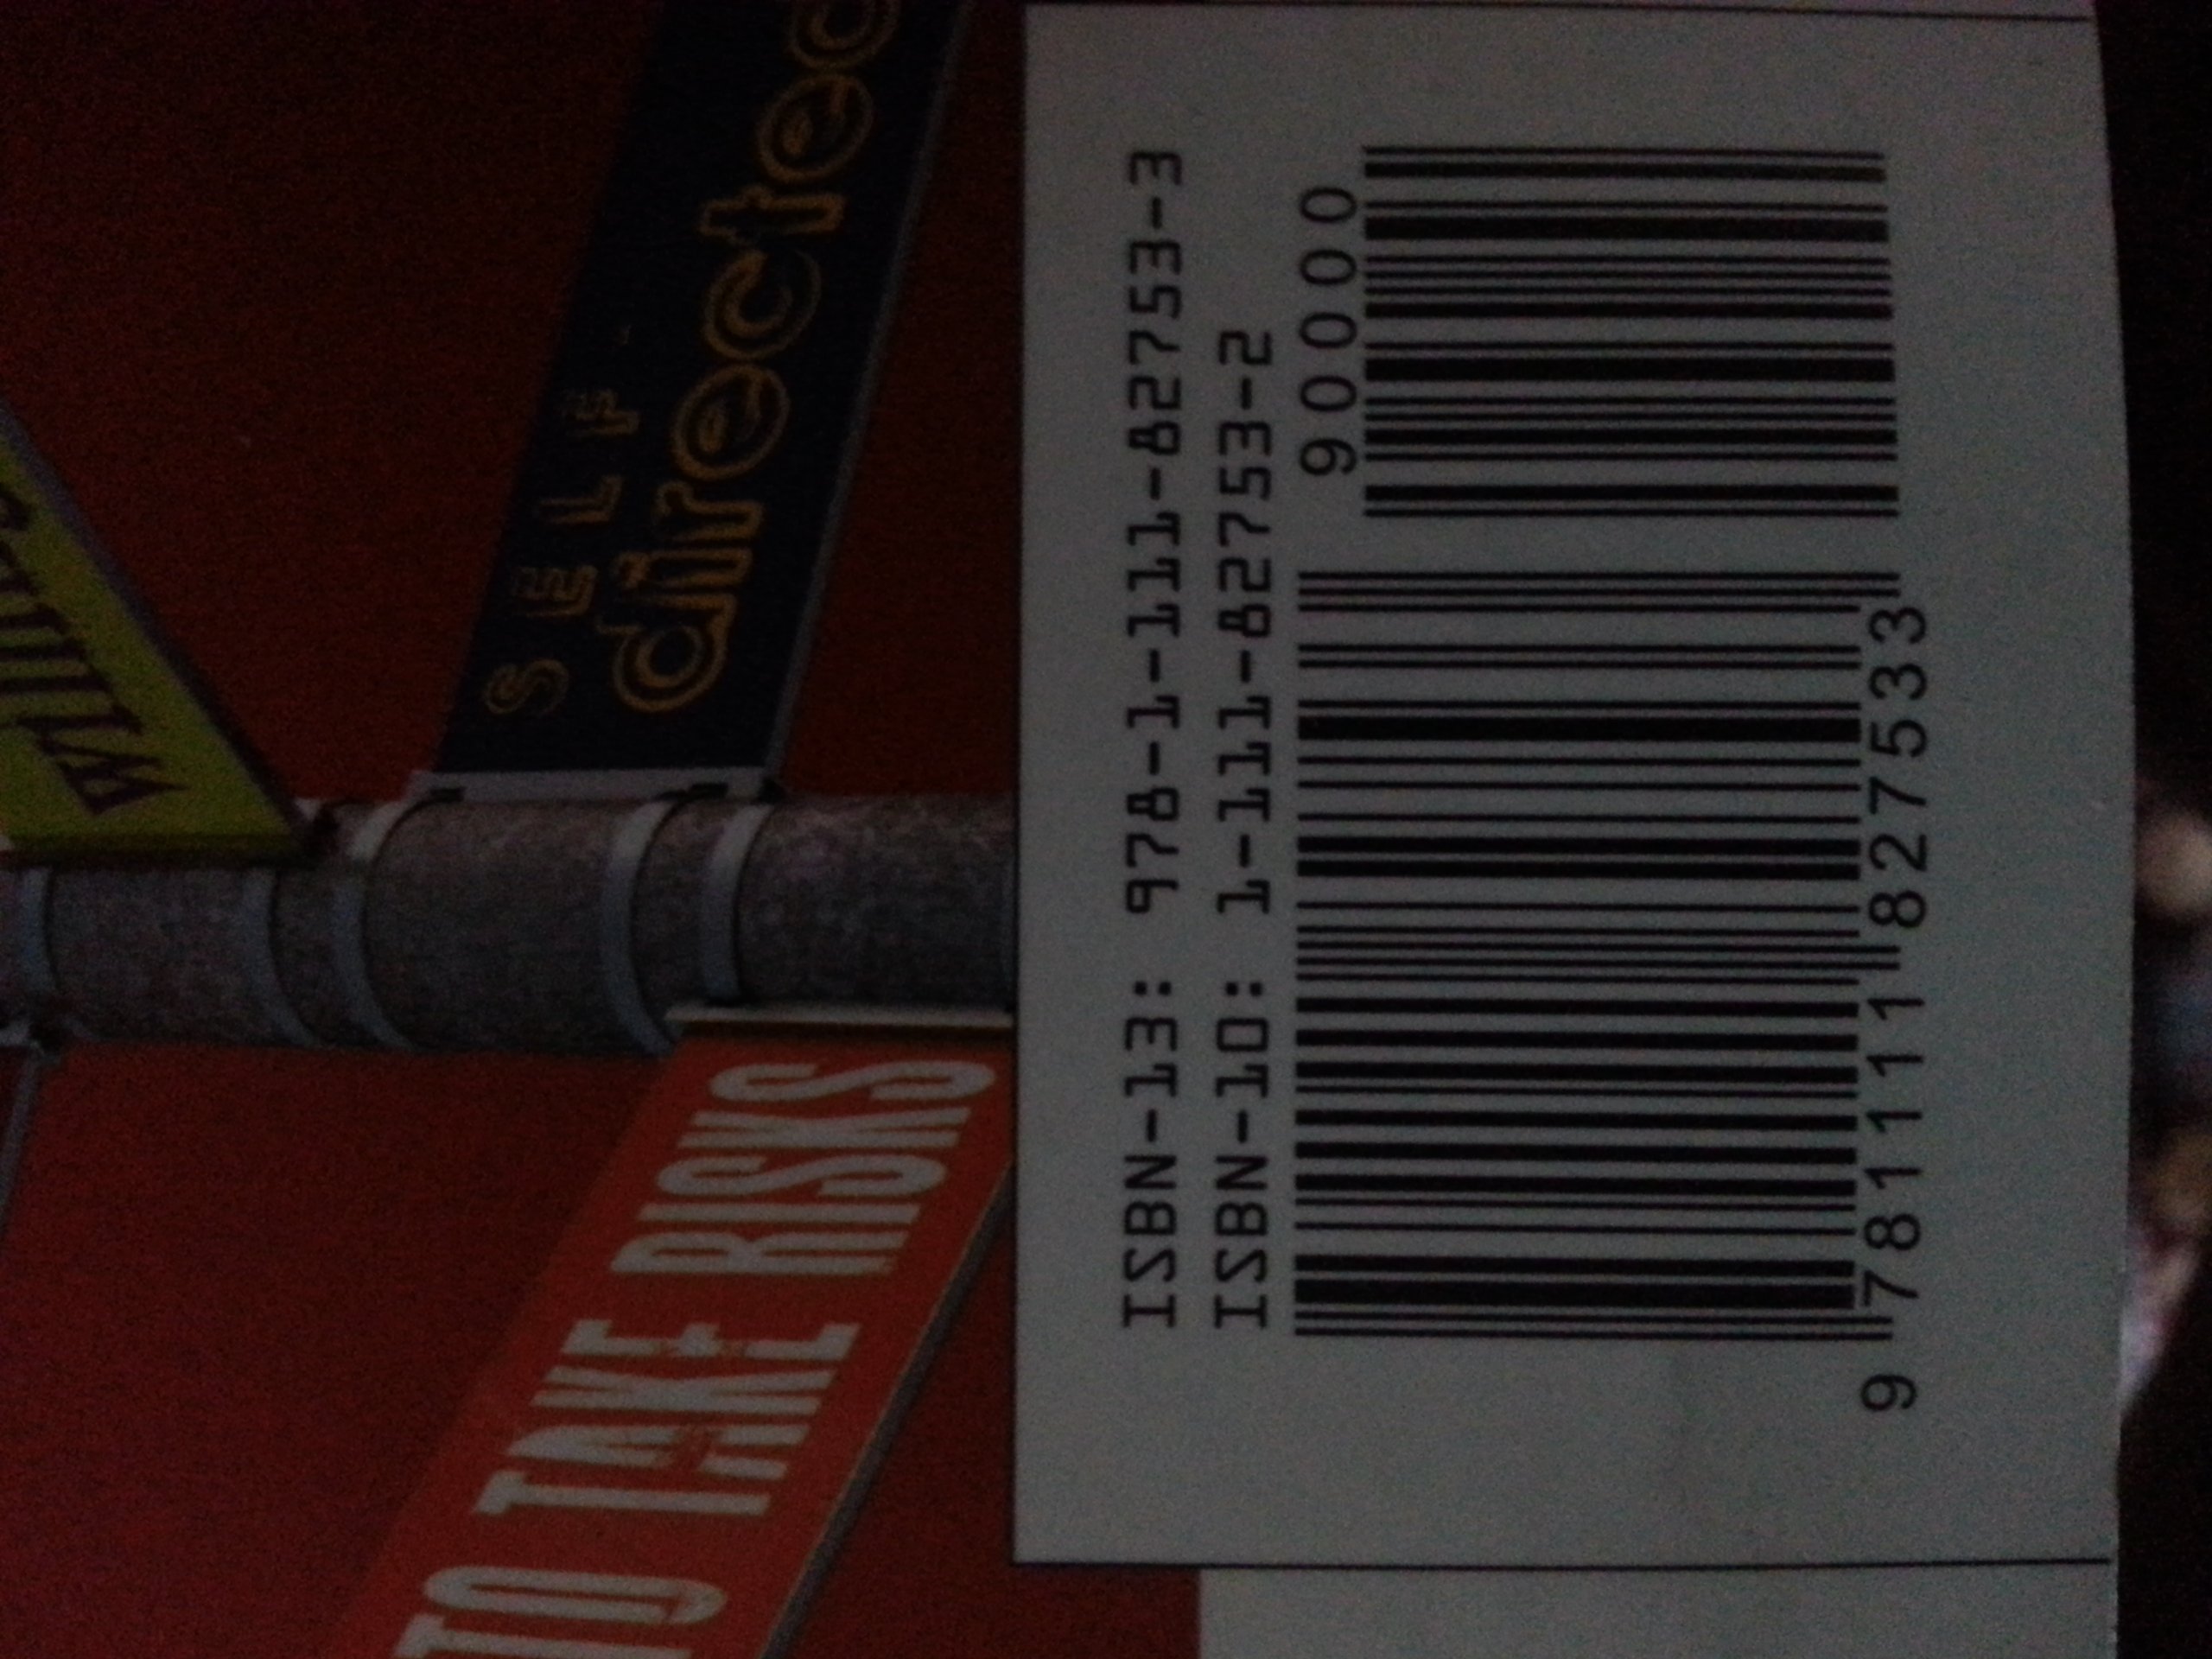 WILLING
SELF-
directed
TO TAKE RISKS
ISBN-13: 978-1-111-82753-3
ISBN-10: 1-111-82753-2
90000
9 781111 827533